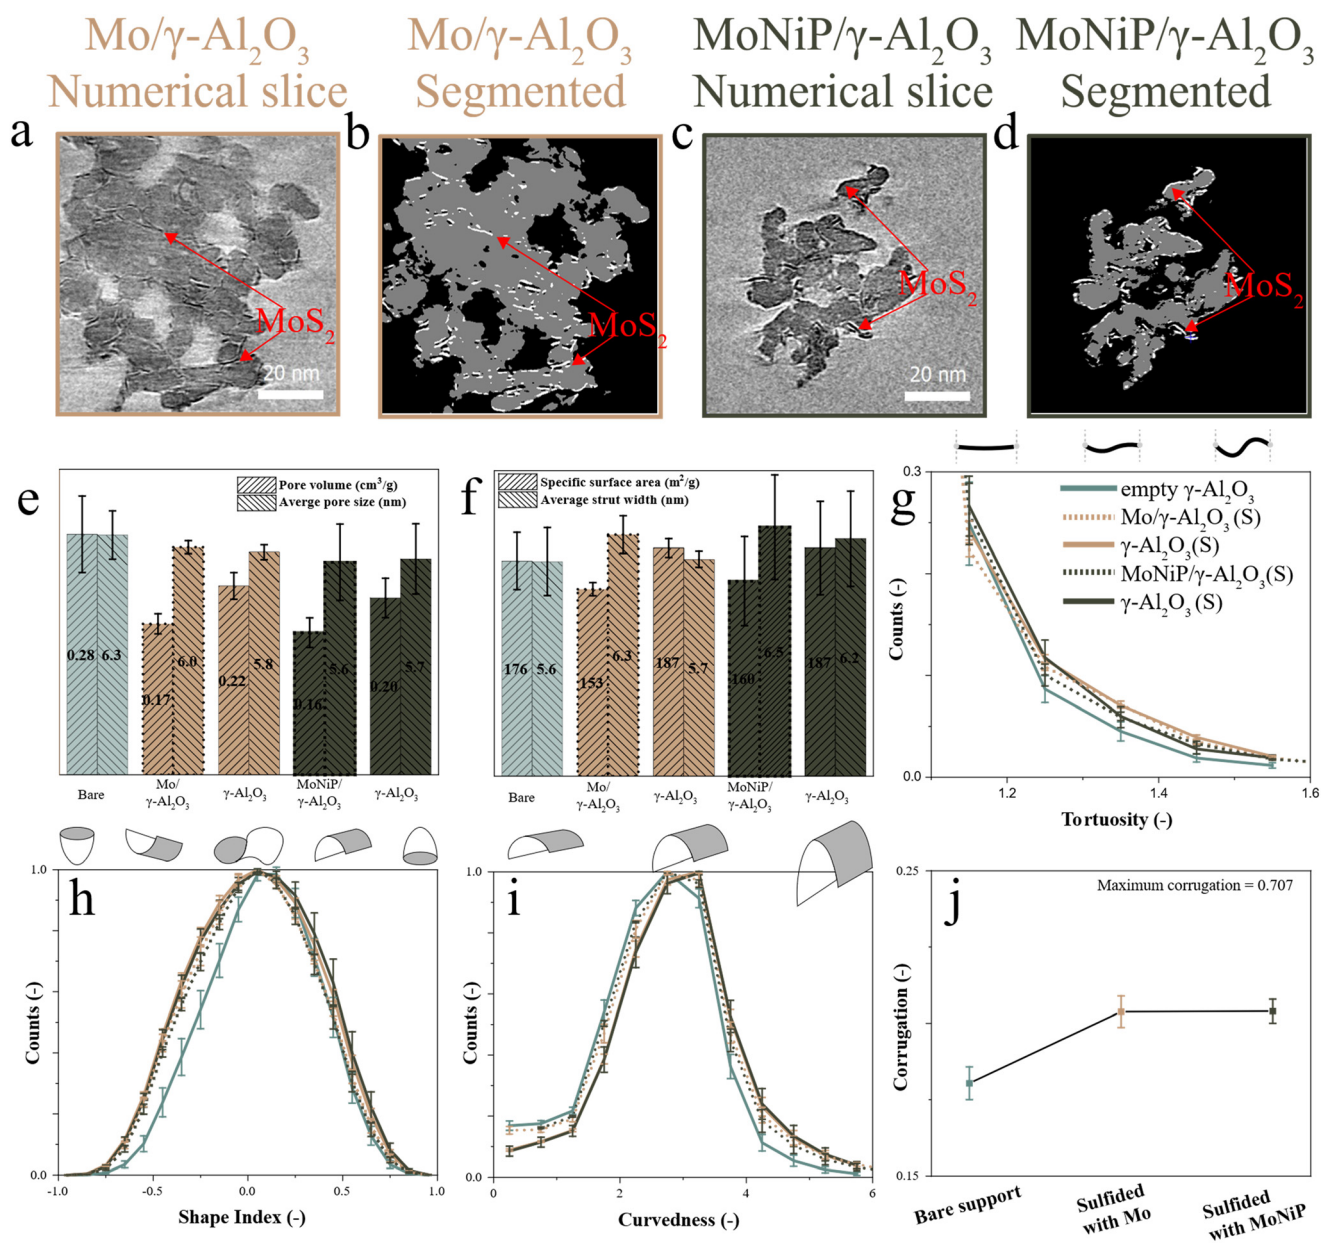 Mo/γ-Al₂O₃
Numerical slice
Mo/γ-Al₂O₃
Segmented
MoNiP/γ-Al₂O₃
Numerical slice
MoNiP/γ-Al₂O₃
Segmented
a
b
c
d
MoS₂
20 nm
MoS₂
MoS₂
20 nm
MoS₂
e
Pore volume (cm³/g)
Averge pore size (nm)
0.28
6.3
0.17
6.0
0.22
5.8
0.16
5.6
0.20
5.7
Bare
Mo/
γ-Al₂O₃
γ-Al₂O₃
MoNiP/
γ-Al₂O₃
γ-Al₂O₃
f
Specific surface area (m²/g)
Average strut width (nm)
176
5.6
153
6.3
187
5.7
160
6.5
187
6.2
Bare
Mo/
γ-Al₂O₃
γ-Al₂O₃
MoNiP/
γ-Al₂O₃
γ-Al₂O₃
g
0.3
0.0
Counts (-)
empty γ-Al₂O₃
Mo/γ-Al₂O₃ (S)
γ-Al₂O₃(S)
MoNiP/γ-Al₂O₃(S)
γ-Al₂O₃ (S)
1.2
1.4
1.6
Tortuosity (-)
h
1.0
0.0
Counts (-)
-1.0
-0.5
0.0
0.5
1.0
Shape Index (-)
i
1.0
0.0
Counts (-)
0
2
4
6
Curvedness (-)
j
0.25
0.15
Corrugation (-)
Maximum corrugation = 0.707
Bare support
Sulfided
with Mo
Sulfided
with MoNiP